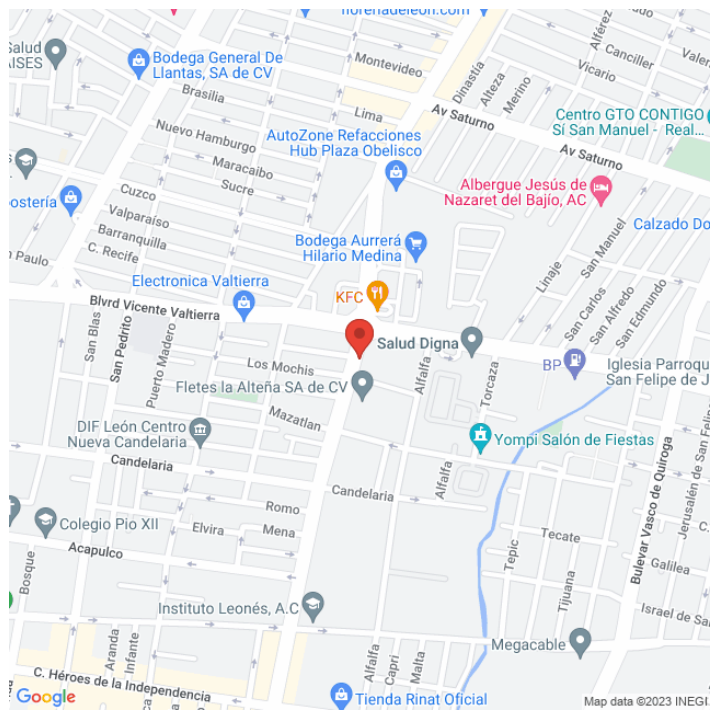 florerialdeleon.com
Salud
AISES
Bodega General De
Llantas, SA de CV
Montevideo
Brasilia
Lima
Dinastía
Alteza
Merino
Alférez
Canciller
Vicario
Valen
Av Saturno
Centro GTO CONTIGO
Sí San Manuel - Real...
Av Saturno
Nuevo Hamburgo
AutoZone Refacciones
Hub Plaza Obelisco
Maracaibo
Sucre
Cuzco
postería
Valparaíso
Barranquilla
C. Recife
n Paulo
Albergue Jesús de
Nazaret del Bajío, AC
Calzado Do
Bodega Aurrerá
Hilario Medina
Linaje
San Manuel
San Carlos
San Alfredo
San Edmundo
Electronica Valtierra
KFC
Blvrd Vicente Valtierra
San Blas
San Pedrito
Puerto Madero
Salud Digna
BP
Iglesia Parroqu
San Felipe de J
Los Mochis
Fletes la Alteña SA de CV
Alfalfa
Torcaza
Mazatlan
DIF León Centro
Nueva Candelaria
Yompi Salón de Fiestas
Candelaria
Candelaria
Alfalfa
Bulevar Vasco de Quiroga
Jerusalén de San Felipe
Romo
Elvira
Mena
Colegio Pio XII
Acapulco
Bosque
Tecate
Tepic
Tijuana
C.
Galilea
Israel de San
Instituto Leonés, A.C
Megacable
Aranda
Infante
Alfalfa
Capri
Malta
C. Héroes de la Independencia
Tienda Rinat Oficial
Google
Map data ©2023 INEGI